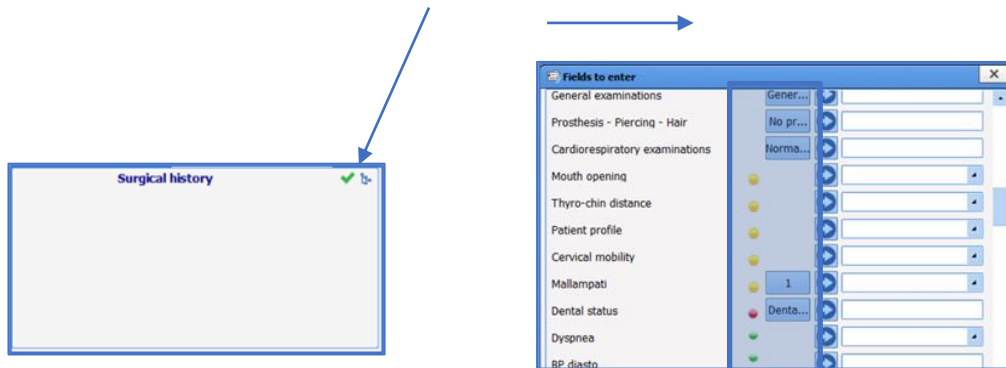 Surgical history
Fields to enter
General examinations Gener...
Prosthesis - Piercing - Hair No pr...
Cardiorespiratory examinations Norma...
Mouth opening
Thyro-chin distance
Patient profile
Cervical mobility
Mallampati 1
Dental status Denta...
Dyspnea
BP diasto